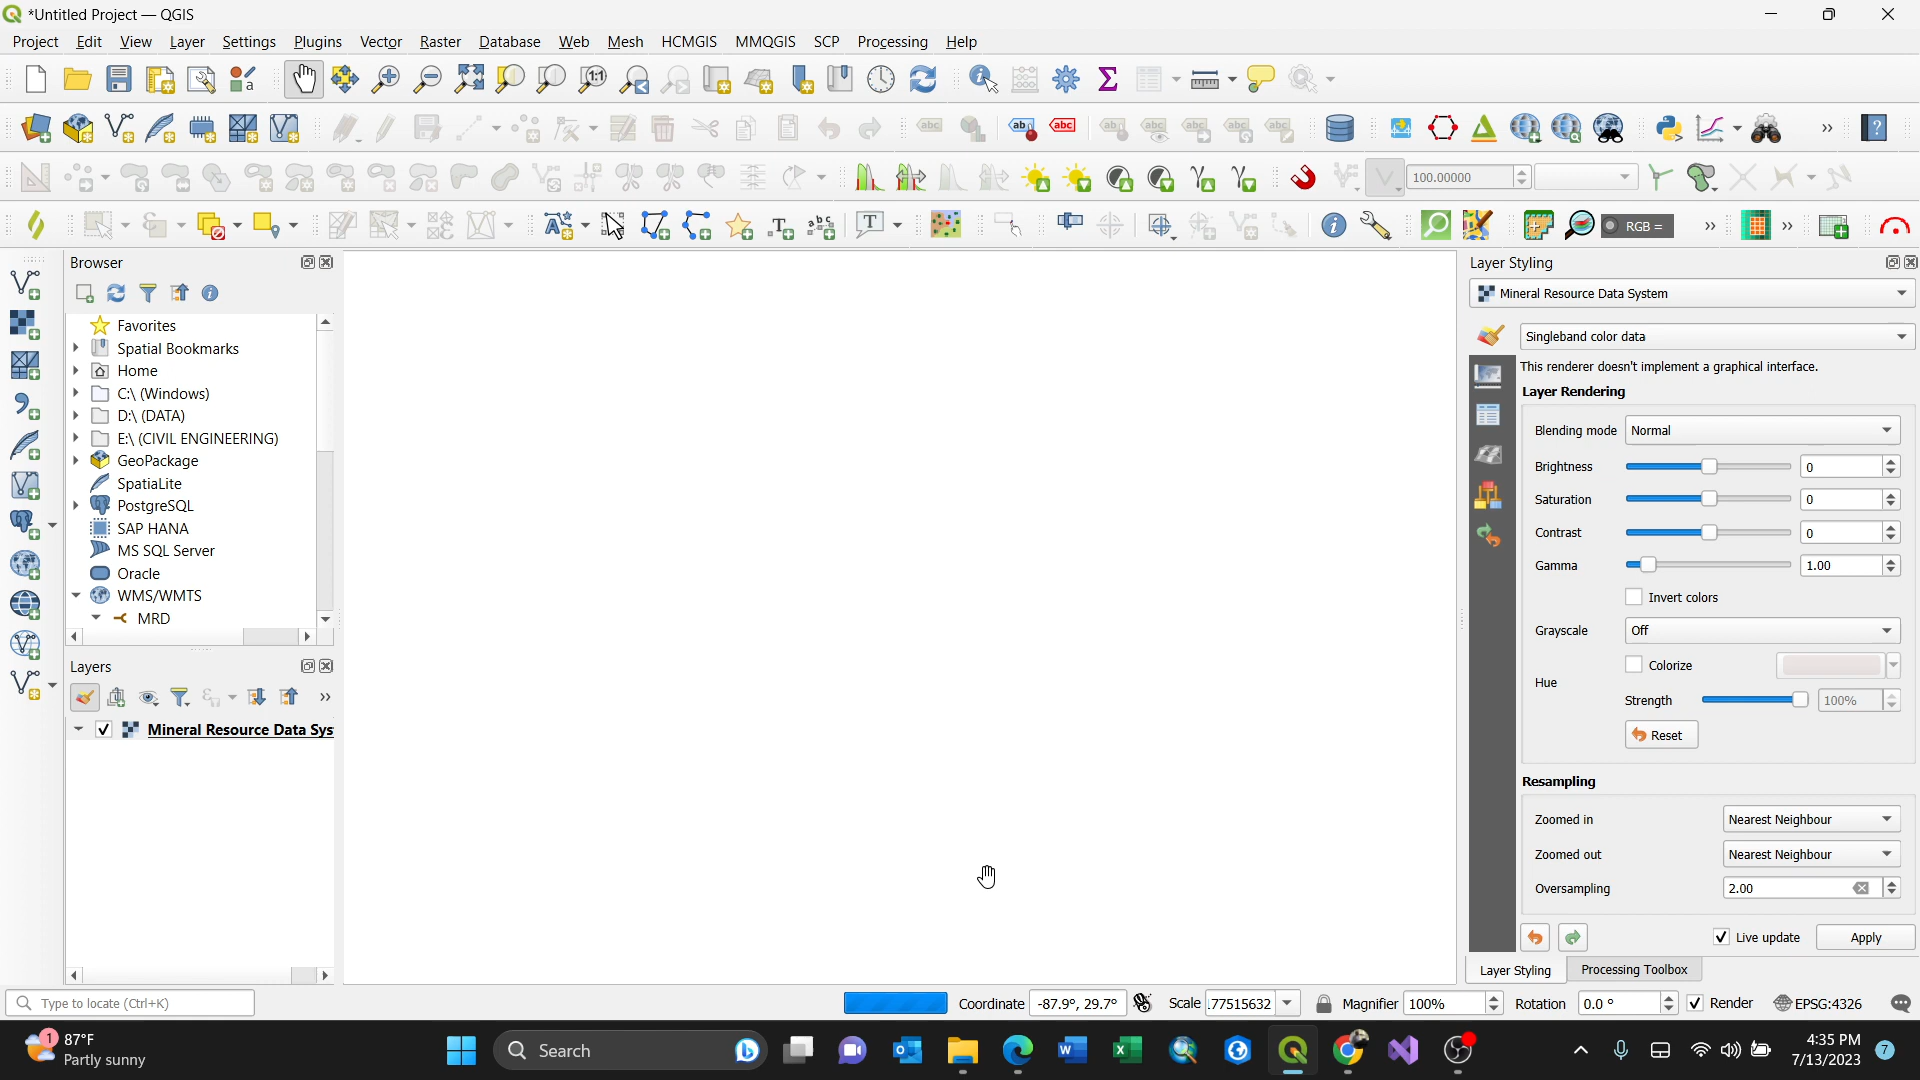 *Untitled Project — QGIS
Project Edit View Layer Settings Plugins Vector Raster Database Web Mesh HCMGIS MMQGIS SCP Processing Help
100.00000
RGB =
Browser
Favorites
Spatial Bookmarks
Home
C:\ (Windows)
D:\ (DATA)
E:\ (CIVIL ENGINEERING)
GeoPackage
SpatiaLite
PostgreSQL
SAP HANA
MS SQL Server
Oracle
WMS/WMTS
MRD
Layers
Mineral Resource Data Sys
Layer Styling
Mineral Resource Data System
Singleband color data
This renderer doesn't implement a graphical interface.
Layer Rendering
Blending mode Normal
Brightness 0
Saturation 0
Contrast 0
Gamma 1.00
Invert colors
Grayscale Off
Hue
Colorize
Strength 100%
Reset
Resampling
Zoomed in Nearest Neighbour
Zoomed out Nearest Neighbour
Oversampling 2.00
Live update Apply
Layer Styling Processing Toolbox
Type to locate (Ctrl+K)
Coordinate -87.9°, 29.7° Scale :77515632 Magnifier 100% Rotation 0.0 ° Render EPSG:4326
1
87°F
Partly sunny
Search
4:35 PM
7/13/2023
7